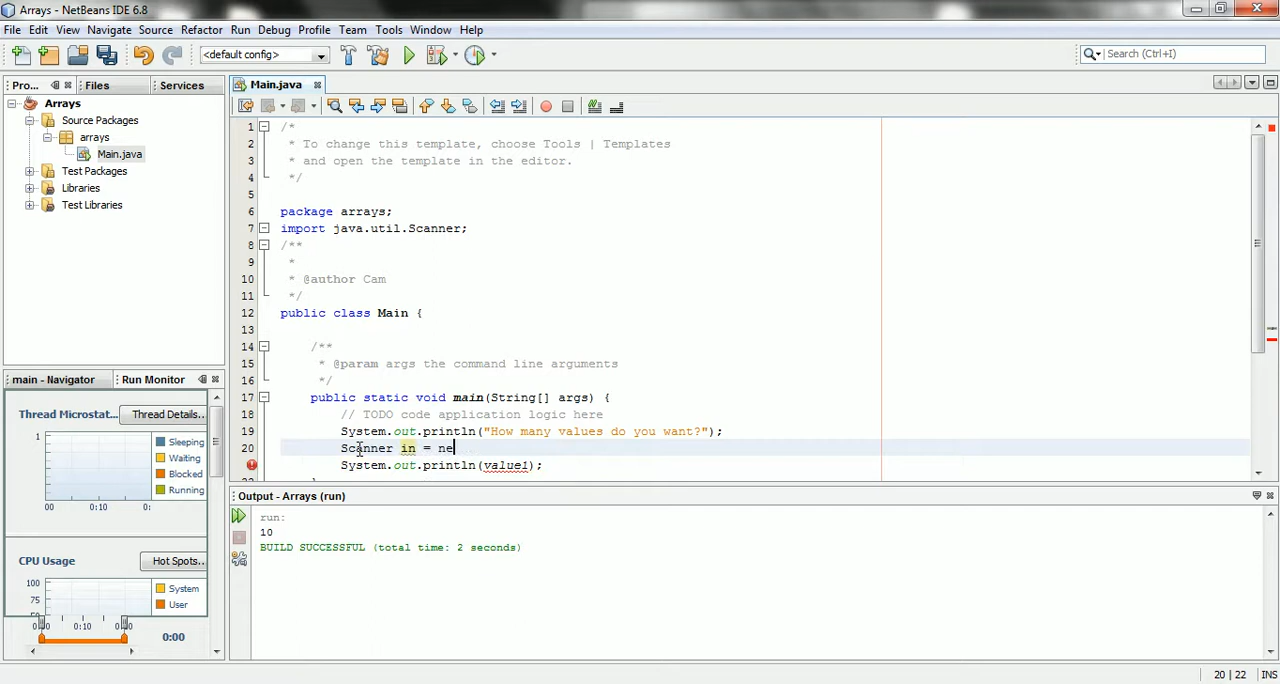 Arrays - NetBeans IDE 6.8
File Edit View Navigate Source Refactor Run Debug Profile Team Tools Window Help
<default config>
Search (Ctrl+I)
Pro...
Files
Services
Main.java
Arrays
Source Packages
arrays
Main.java
Test Packages
Libraries
Test Libraries
1 /*
2 * To change this template, choose Tools | Templates
3 * and open the template in the editor.
4 */
5
6 package arrays;
7 import java.util.Scanner;
8 /**
9 *
10 * @author Cam
11 */
12 public class Main {
13
14 /**
15 * @param args the command line arguments
16 */
17 public static void main(String[] args) {
18 // TODO code application logic here
19 System.out.println("How many values do you want?");
20 Scanner in = ne
System.out.println(value1);
main - Navigator
Run Monitor
Thread Microstat...
Thread Details..
1
Sleeping
Waiting
Blocked
Running
00 0:10 0:
CPU Usage
Hot Spots..
100
75
System
User
0:10
0:00
Output - Arrays (run)
run:
10
BUILD SUCCESSFUL (total time: 2 seconds)
20 | 22 INS